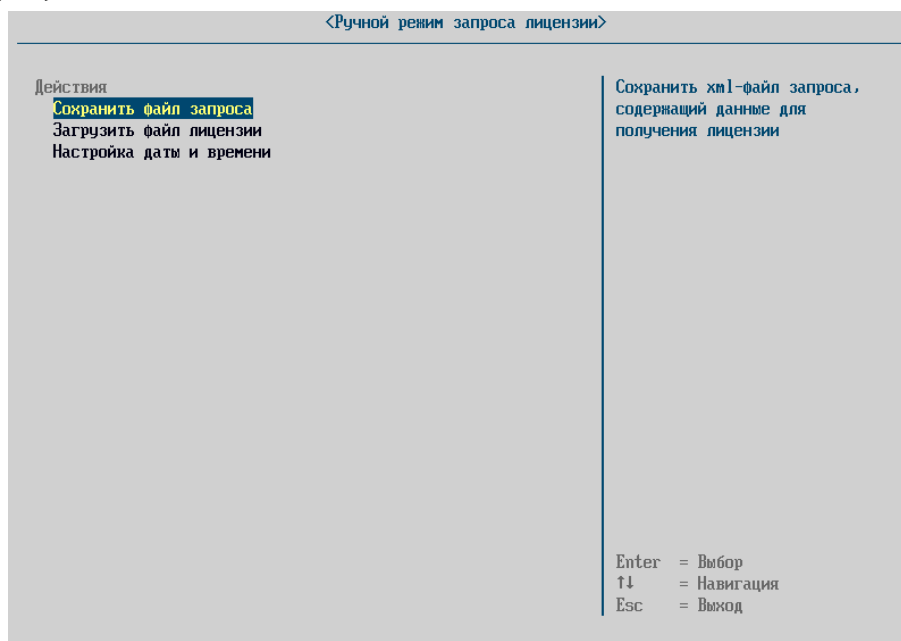 <Ручной режим запроса лицензии>
Действия
Сохранить файл запроса
Загрузить файл лицензии
Настройка даты и времени
Сохранить xml-файл запроса,
содержащий данные для
получения лицензии
Enter = Выбор
↑↓ = Навигация
Esc = Выход